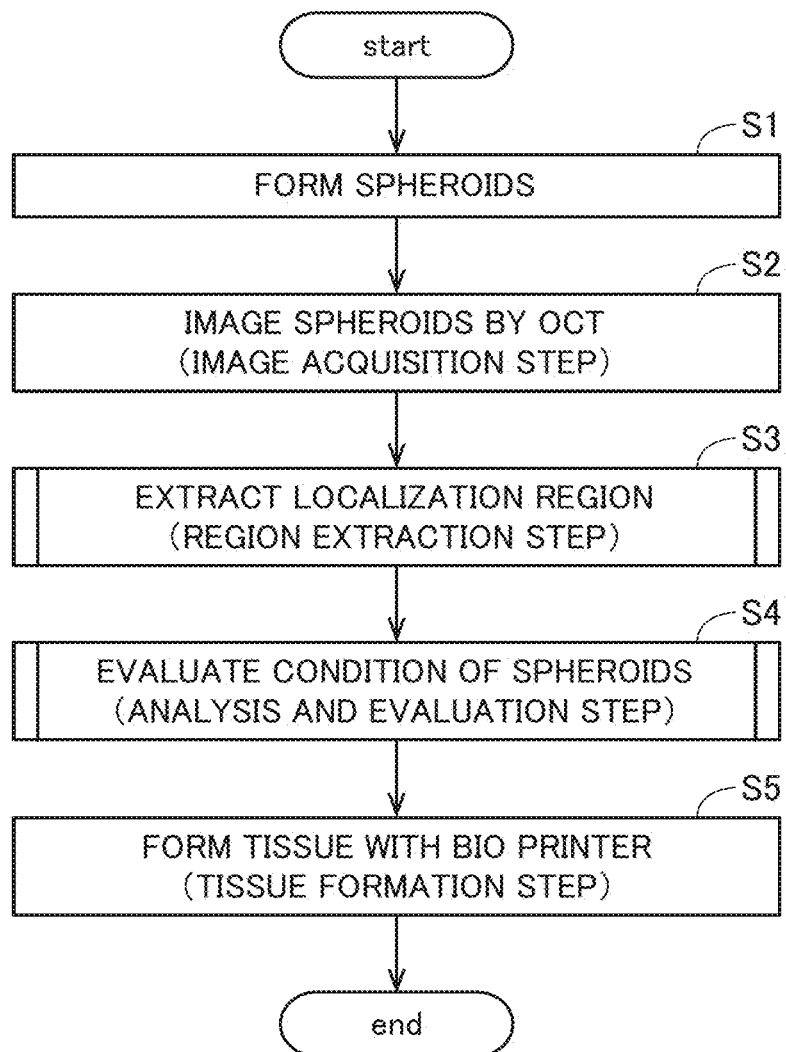 start
S1
FORM SPHEROIDS
S2
IMAGE SPHEROIDS BY OCT
(IMAGE ACQUISITION STEP)
S3
EXTRACT LOCALIZATION REGION
(REGION EXTRACTION STEP)
S4
EVALUATE CONDITION OF SPHEROIDS
(ANALYSIS AND EVALUATION STEP)
S5
FORM TISSUE WITH BIO PRINTER
(TISSUE FORMATION STEP)
end